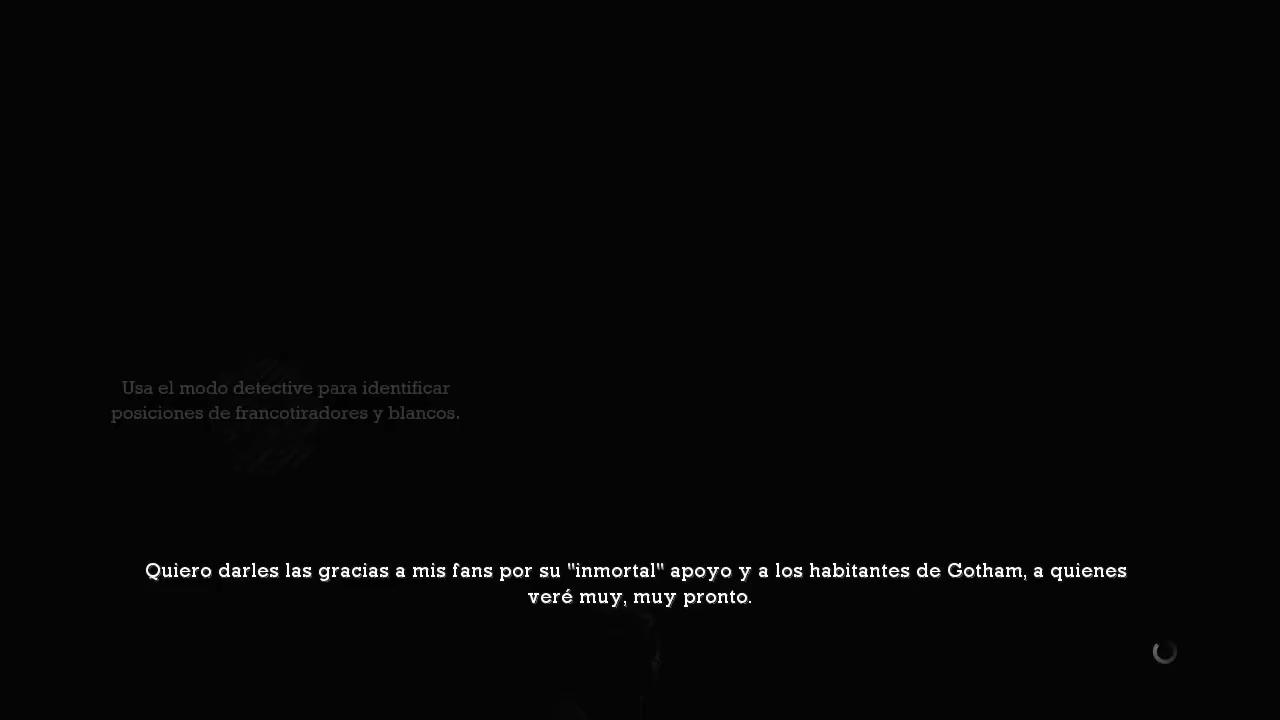 Usa el modo detective para identificar
posiciones de francotiradores y blancos.
Quiero darles las gracias a mis fans por su "inmortal" apoyo y a los habitantes de Gotham, a quienes
veré muy, muy pronto.